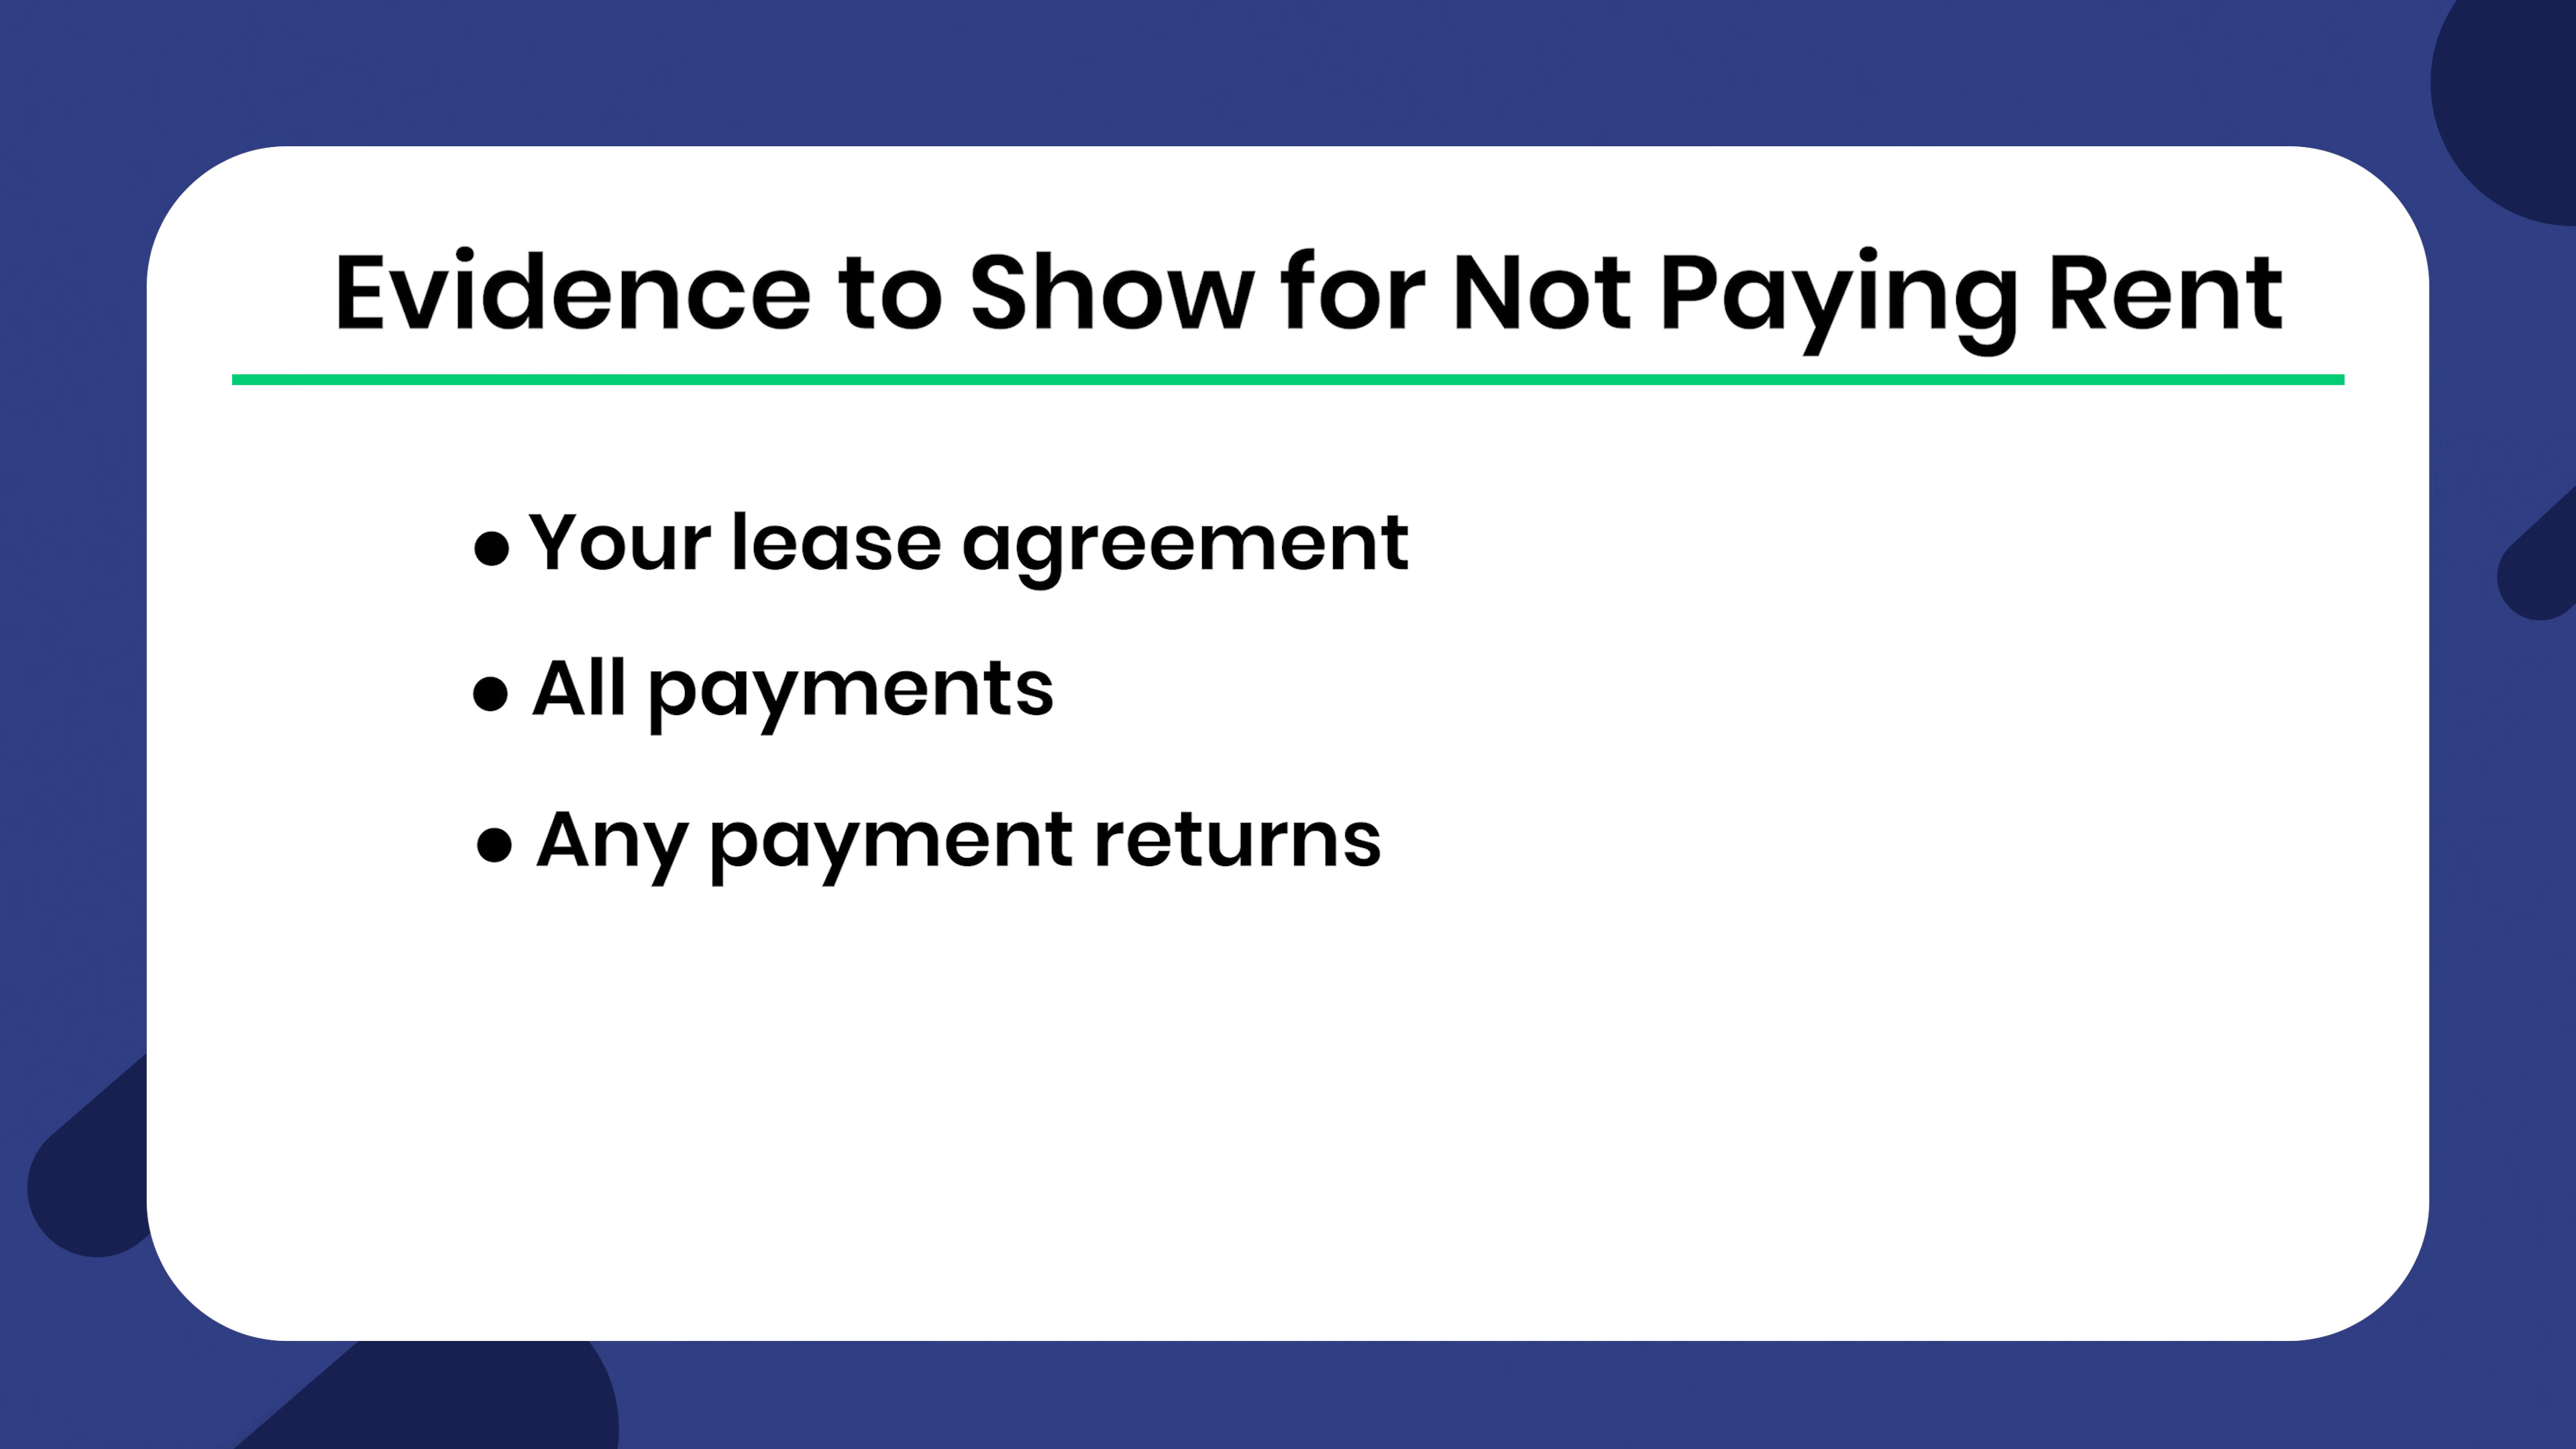 Evidence to Show for Not Paying Rent
• Your lease agreement
• All payments
• Any payment returns